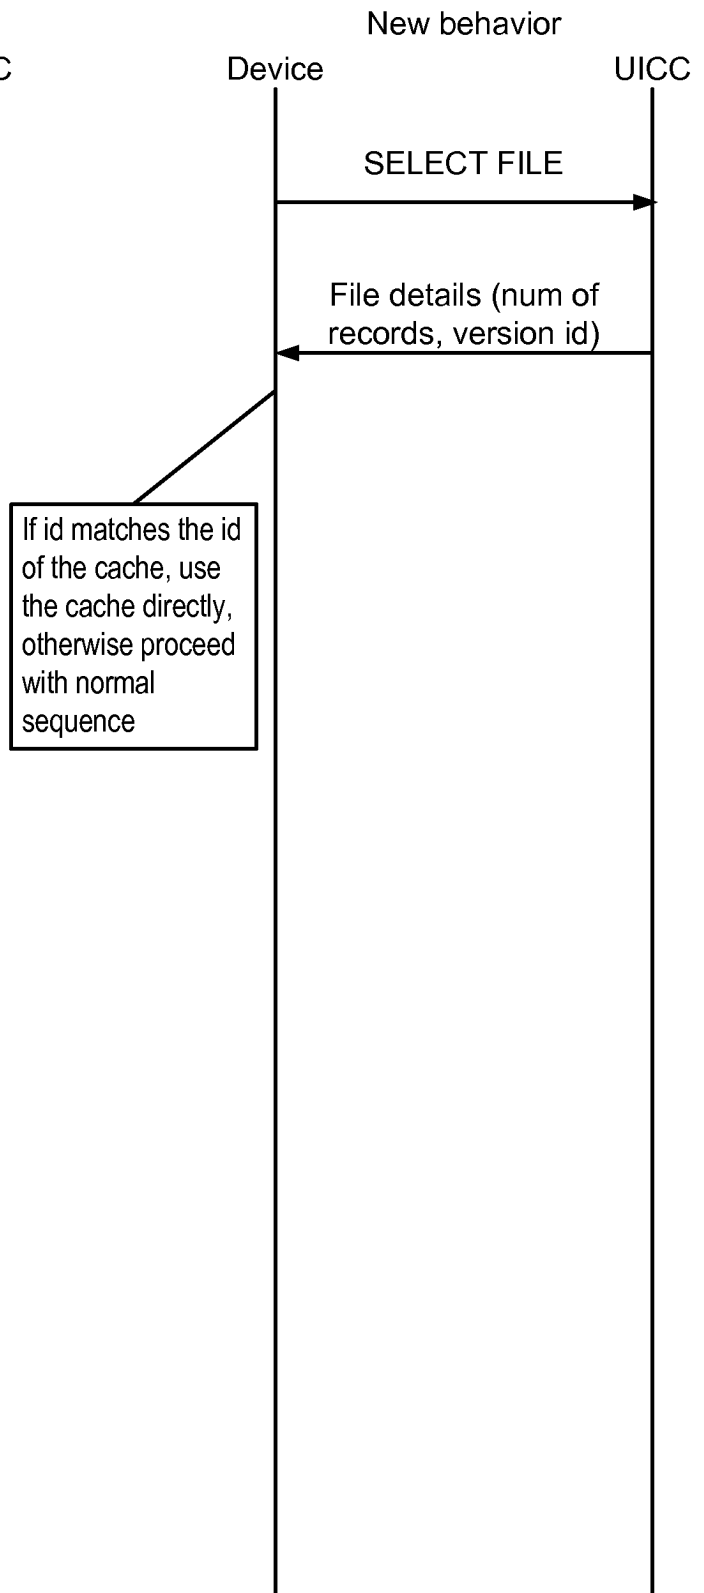 New behavior
C
Device
UICC
SELECT FILE
File details (num of
records, version id)
If id matches the id
of the cache, use
the cache directly,
otherwise proceed
with normal
sequence